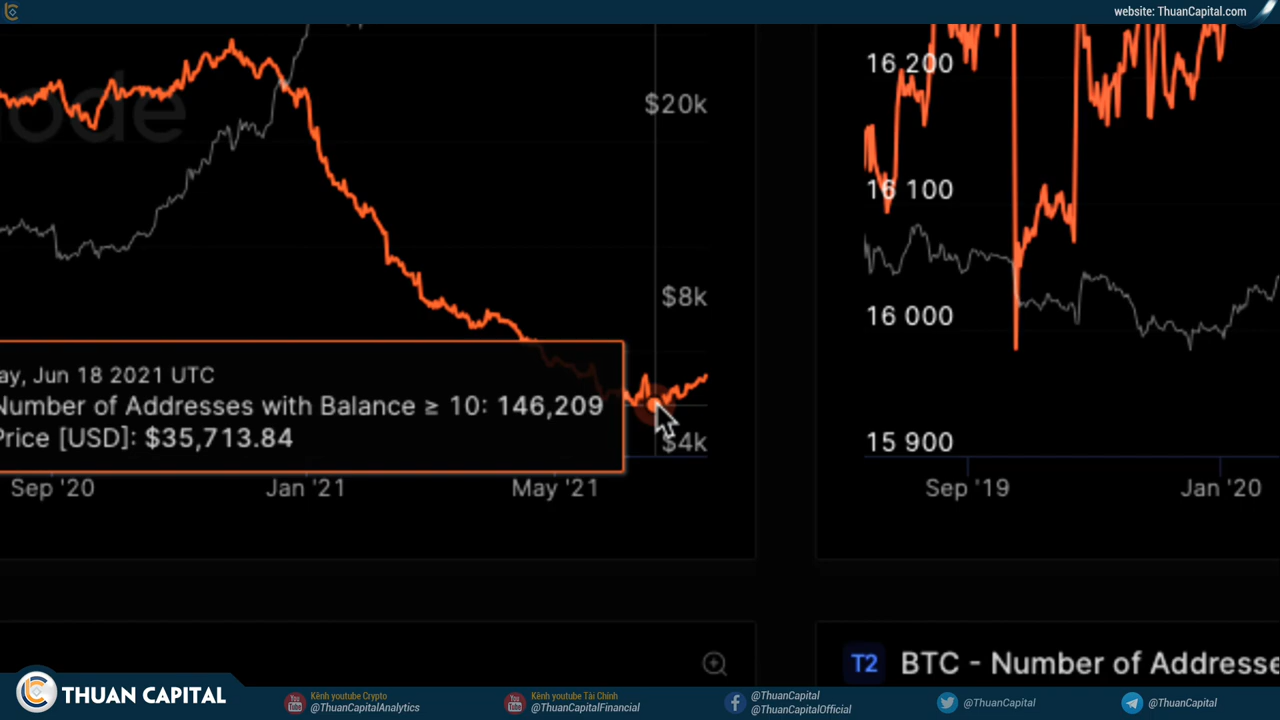 website: ThuanCapital.com
ode
$20k
$8k
$4k
ay, Jun 18 2021 UTC
Number of Addresses with Balance ≥ 10: 146,209
Price [USD]: $35,713.84
Sep '20
Jan '21
May '21
16 200
16 100
16 000
15 900
Sep '19
Jan '20
T2
BTC - Number of Addresse
THUAN CAPITAL
Kênh youtube Crypto
@ThuanCapitalAnalytics
Kênh youtube Tài Chính
@ThuanCapitalFinancial
@ThuanCapital
@ThuanCapitalOfficial
@ThuanCapital
@ThuanCapital